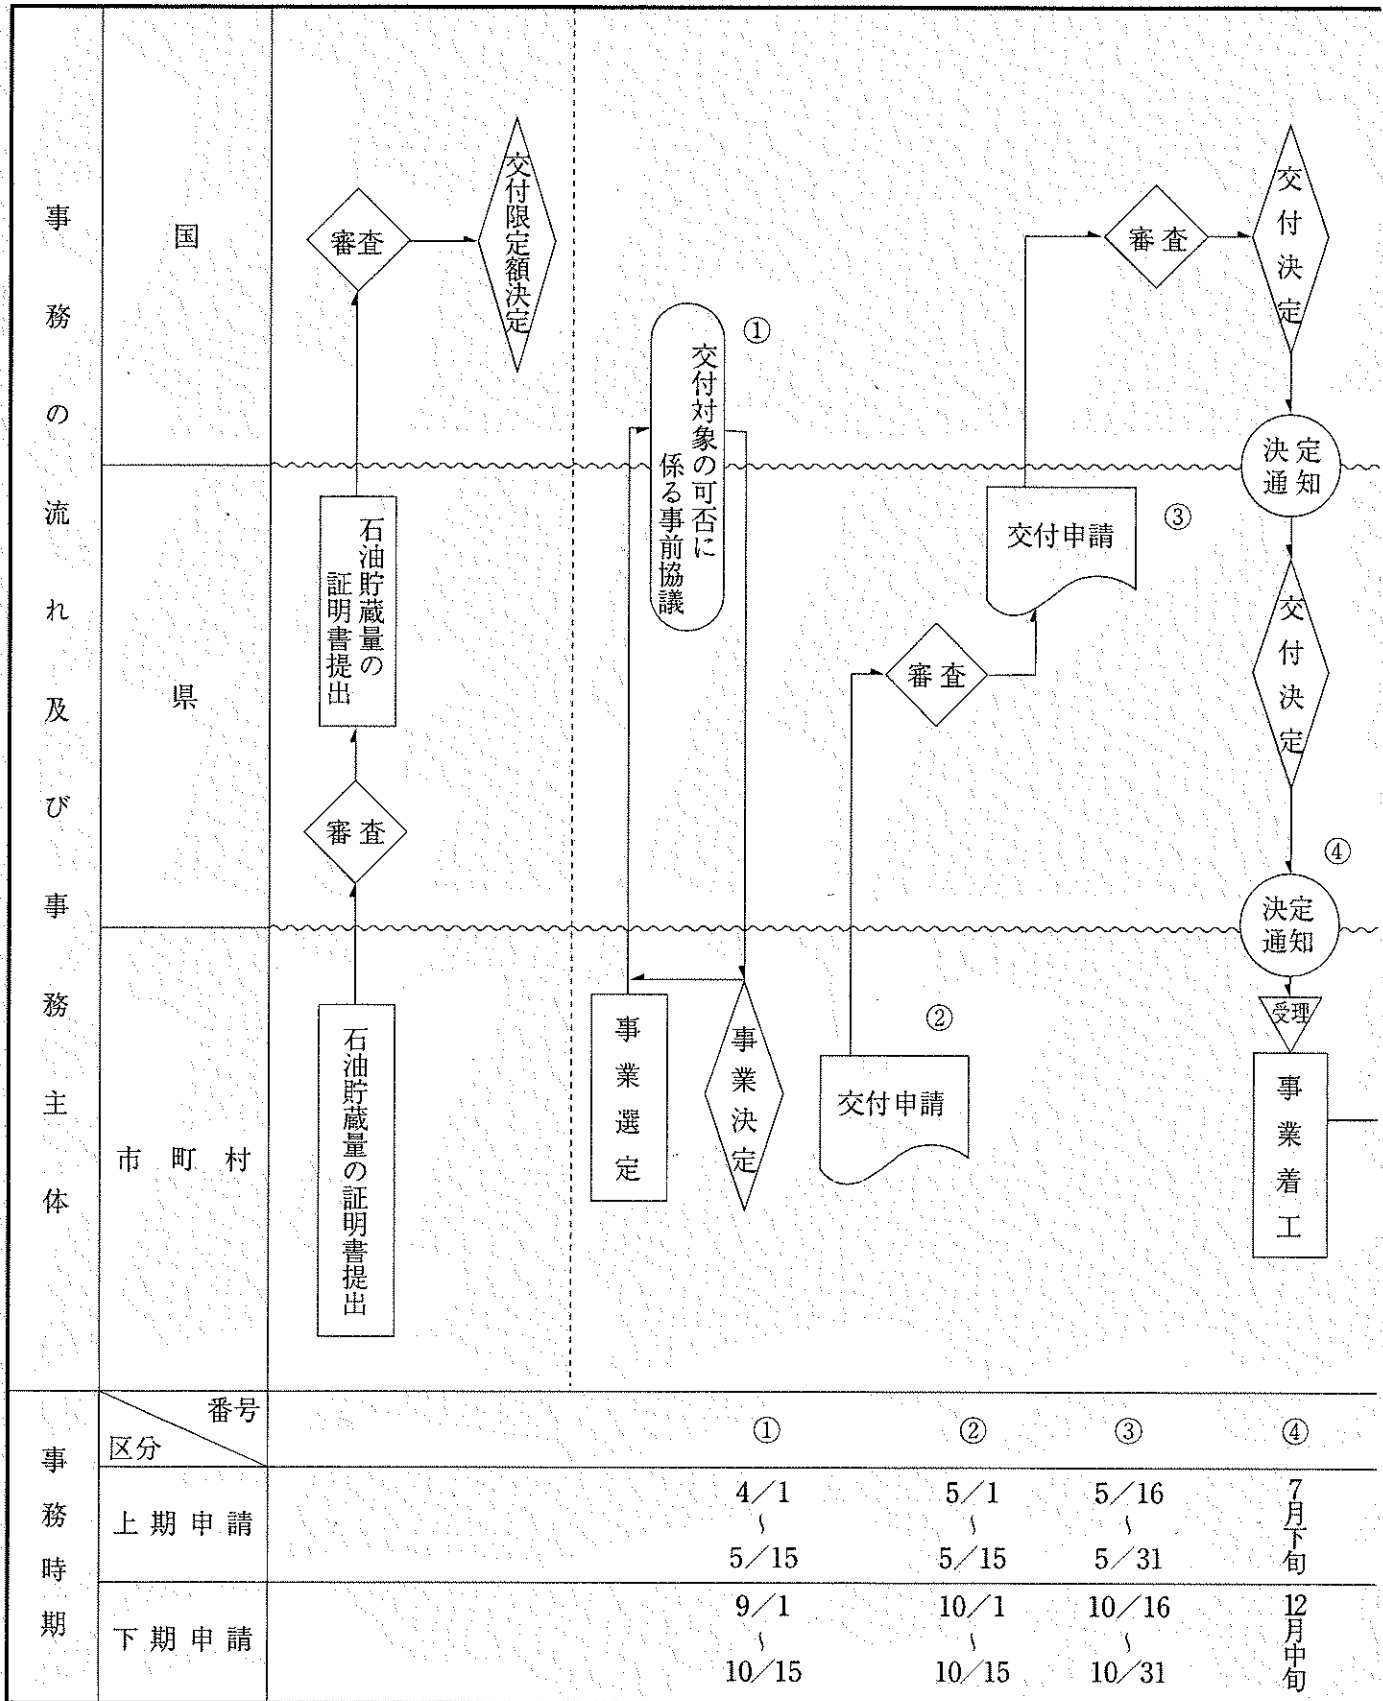 事務の流れ及び事務主体
国
県
市町村
審査
交付限定額決定
石油貯蔵量の
証明書提出
審査
石油貯蔵量の証明書提出
①
交付対象の可否に
係る事前協議
事業選定
事業決定
②
交付申請
審査
③
交付申請
審査
交付決定
決定
通知
交付決定
④
決定
通知
受理
事業着工
事務時期
番号
区分
① ② ③ ④
上期申請
4/1
〜
5/15
5/1
〜
5/15
5/16
〜
5/31
7月下旬
下期申請
9/1
〜
10/15
10/1
〜
10/15
10/16
〜
10/31
12月中旬